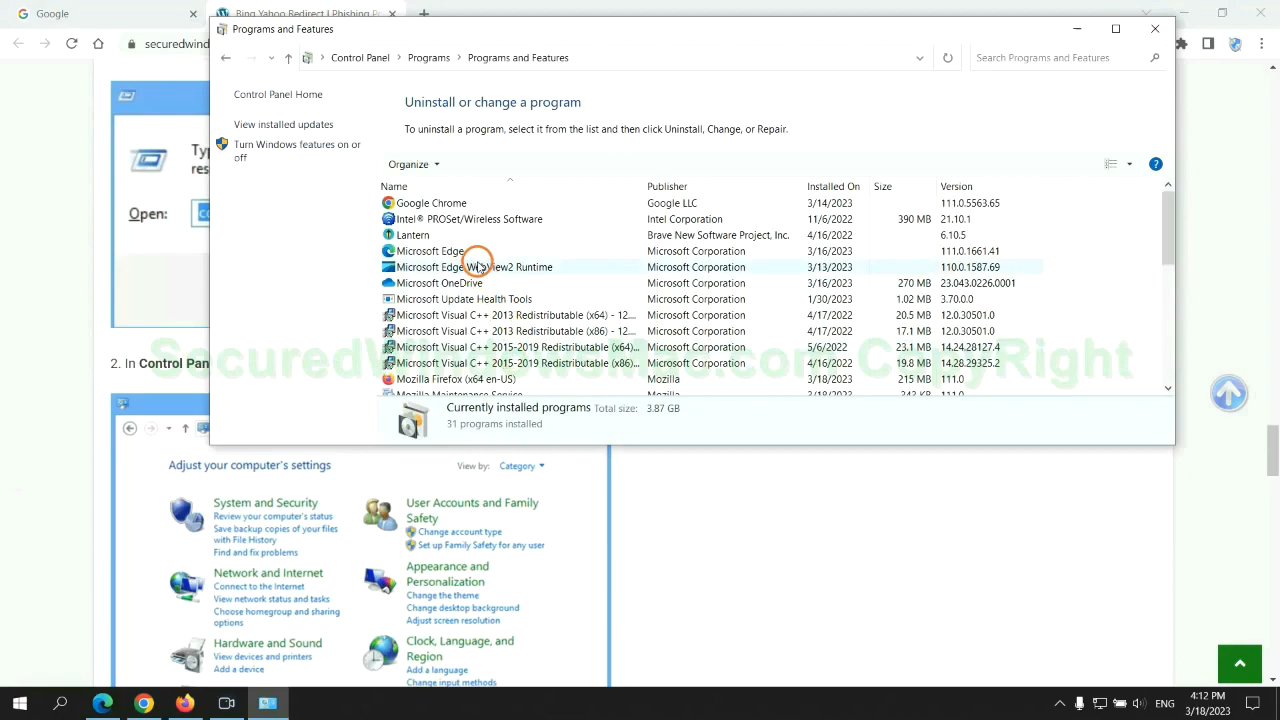 Google
Bing Yahoo Redirect | Phishing Pr
securedwind
Programs and Features
Control Panel > Programs > Programs and Features
Search Programs and Features
Control Panel Home
View installed updates
Turn Windows features on or
off
Uninstall or change a program
To uninstall a program, select it from the list and then click Uninstall, Change, or Repair.
Organize
Name Publisher Installed On Size Version
Google Chrome Google LLC 3/14/2023 111.0.5563.65
Intel® PROSet/Wireless Software Intel Corporation 11/6/2022 390 MB 21.10.1
Lantern Brave New Software Project, Inc. 4/16/2022 6.10.5
Microsoft Edge Microsoft Corporation 3/16/2023 111.0.1661.41
Microsoft Edge WebView2 Runtime Microsoft Corporation 3/13/2023 110.0.1587.69
Microsoft OneDrive Microsoft Corporation 3/16/2023 270 MB 23.043.0226.0001
Microsoft Update Health Tools Microsoft Corporation 1/30/2023 1.02 MB 3.70.0.0
Microsoft Visual C++ 2013 Redistributable (x64) - 12.... Microsoft Corporation 4/17/2022 20.5 MB 12.0.30501.0
Microsoft Visual C++ 2013 Redistributable (x86) - 12.... Microsoft Corporation 4/17/2022 17.1 MB 12.0.30501.0
Microsoft Visual C++ 2015-2019 Redistributable (x64)... Microsoft Corporation 5/6/2022 23.1 MB 14.24.28127.4
Microsoft Visual C++ 2015-2019 Redistributable (x86)... Microsoft Corporation 4/16/2022 19.8 MB 14.28.29325.2
Mozilla Firefox (x64 en-US) Mozilla 3/18/2023 215 MB 111.0
Mozilla Maintenance Service Mozilla 3/18/2023 343 KB 111.0
Currently installed programs Total size: 3.87 GB
31 programs installed
Ty
res
Open: co
2. In Control Pan
Adjust your computer's settings
View by: Category
System and Security
Review your computer's status
Save backup copies of your files
with File History
Find and fix problems
Network and Internet
Connect to the Internet
View network status and tasks
Choose homegroup and sharing
options
Hardware and Sound
View devices and printers
Add a device
User Accounts and Family
Safety
Change account type
Set up Family Safety for any user
Appearance and
Personalization
Change the theme
Change desktop background
Adjust screen resolution
Clock, Language, and
Region
Add a language
Change input methods
ENG
4:12 PM
3/18/2023